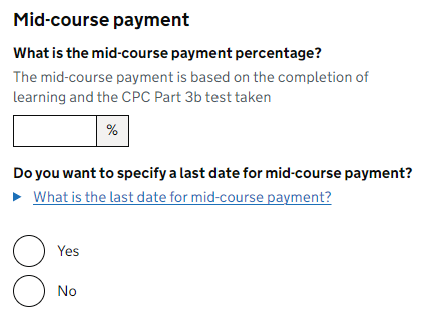 Mid-course payment
What is the mid-course payment percentage?
The mid-course payment is based on the completion of
learning and the CPC Part 3b test taken
%
Do you want to specify a last date for mid-course payment?
What is the last date for mid-course payment?
Yes
No